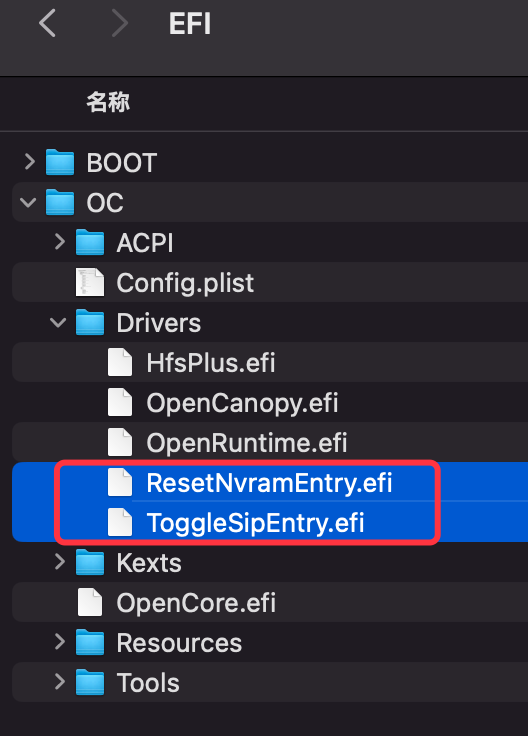 EFI
名称
BOOT
OC
ACPI
Config.plist
Drivers
HfsPlus.efi
OpenCanopy.efi
OpenRuntime.efi
ResetNvramEntry.efi
ToggleSipEntry.efi
Kexts
OpenCore.efi
Resources
Tools